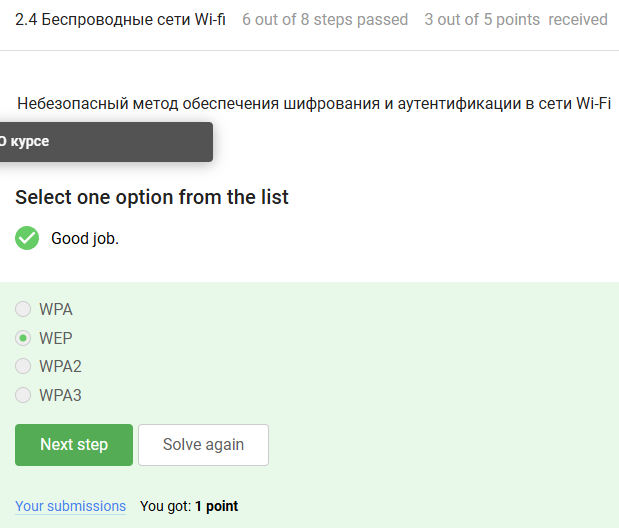 2.4 Беспроводные сети Wi-fi 6 out of 8 steps passed 3 out of 5 points received
Небезопасный метод обеспечения шифрования и аутентификации в сети Wi-Fi
О курсе
Select one option from the list
Good job.
WPA
WEP
WPA2
WPA3
Next step Solve again
Your submissions You got: 1 point